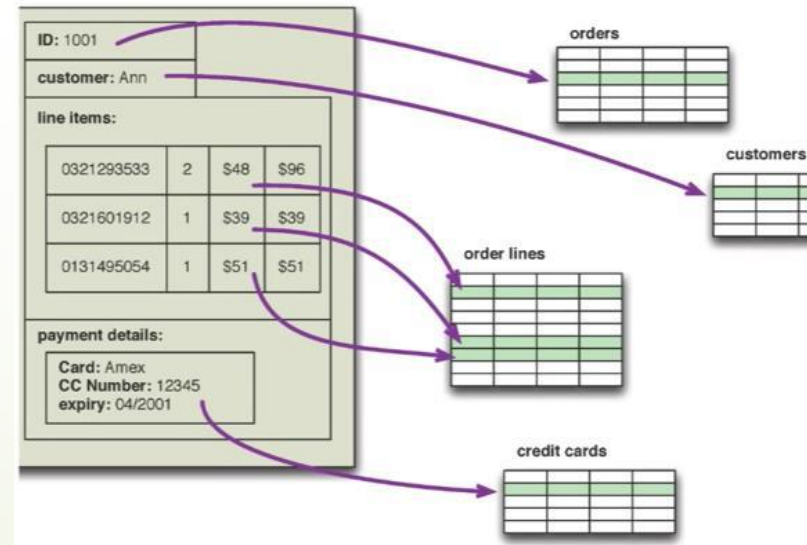 ID: 1001
customer: Ann
line items:
0321293533 2 $48 $96
0321601912 1 $39 $39
0131495054 1 $51 $51
payment details:
Card: Amex
CC Number: 12345
expiry: 04/2001
orders
customers
order lines
credit cards